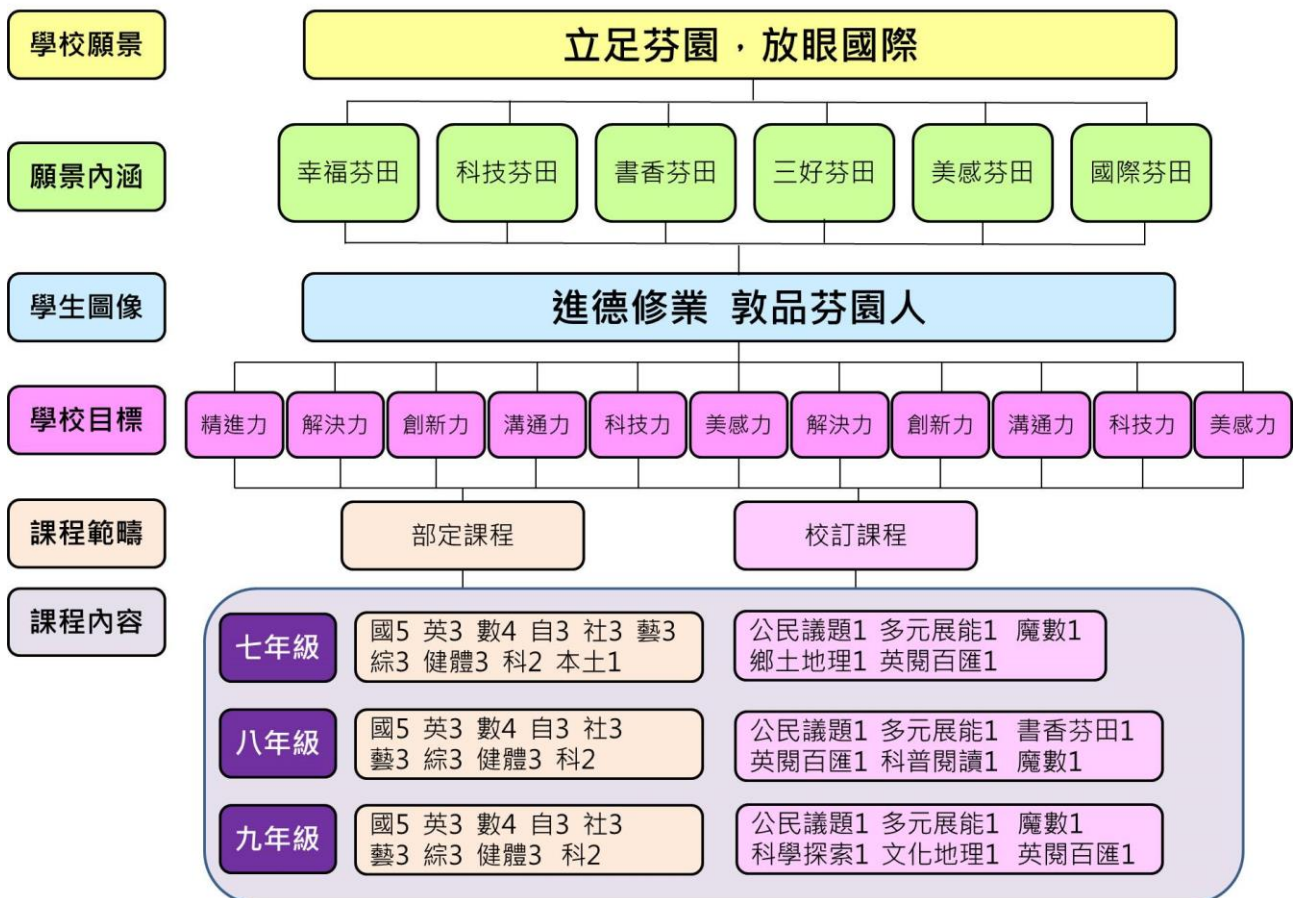 學校願景
立足芬園，放眼國際
願景內涵
幸福芬田 科技芬田 書香芬田 三好芬田 美感芬田 國際芬田
學生圖像
進德修業 敦品芬園人
學校目標
精進力 解決力 創新力 溝通力 科技力 美感力 解決力 創新力 溝通力 科技力 美感力
課程範疇
部定課程 校訂課程
課程內容
七年級
國5 英3 數4 自3 社3 藝3
綜3 健體3 科2 本土1
公民議題1 多元展能1 魔數1
鄉土地理1 英閱百匯1
八年級
國5 英3 數4 自3 社3
藝3 綜3 健體3 科2
公民議題1 多元展能1 書香芬田1
英閱百匯1 科普閱讀1 魔數1
九年級
國5 英3 數4 自3 社3
藝3 綜3 健體3 科2
公民議題1 多元展能1 魔數1
科學探索1 文化地理1 英閱百匯1